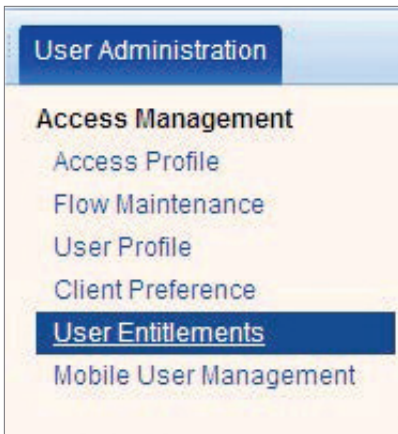 User Administration
Access Management
Access Profile
Flow Maintenance
User Profile
Client Preference
User Entitlements
Mobile User Management